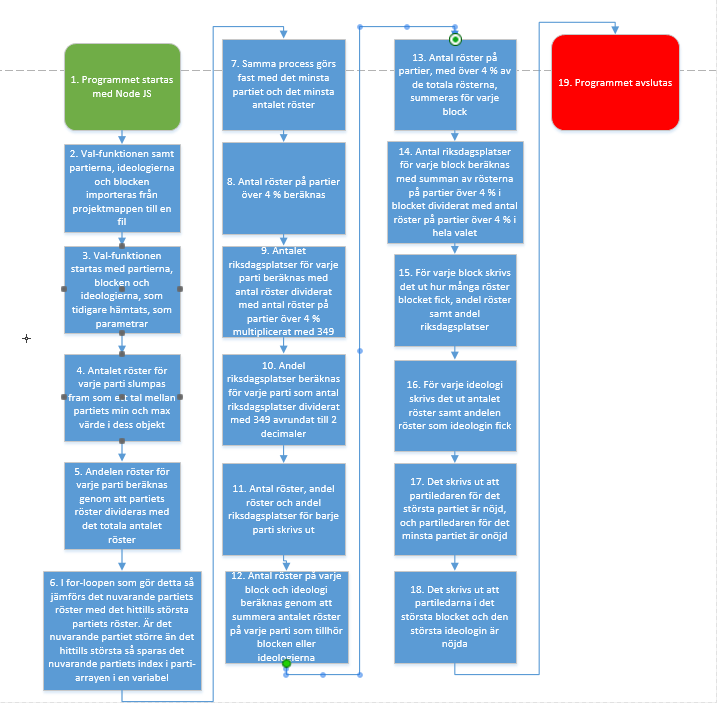 1. Programmet startas
med Node JS
2. Val-funktionen samt
partierna, ideologierna
och blocken
importeras från
projektmappen till en
fil
3. Val-funktionen
startas med partierna,
blocken och
ideologierna, som
tidigare hämtats, som
parametrar
4. Antalet röster för
varje parti slumpas
fram som ett tal mellan
partiets min och max
värde i dess objekt
5. Andelen röster för
varje parti beräknas
genom att partiets
röster divideras med
det totala antalet
röster
6. I for-loopen som gör detta så
jämförs det nuvarande partiets
röster med det hittills största
partiets röster. Är det
nuvarande partiet större än det
hittills största så sparas det
nuvarande partiets index i parti-
arrayen i en variabel
7. Samma process görs
fast med det minsta
partiet och det minsta
antalet röster
8. Antal röster på partier
över 4 % beräknas
9. Antalet
riksdagsplatser för varje
parti beräknas med
antal röster dividerat
med antal röster på
partier över 4 %
multiplicerat med 349
10. Andel
riksdagsplatser beräknas
för varje parti som antal
riksdagsplatser dividerat
med 349 avrundat till 2
decimaler
11. Antal röster, andel
röster och andel
riksdagsplatser för barje
parti skrivs ut
12. Antal röster på varje
block och ideologi
beräknas genom att
summera antalet röster
på varje parti som tillhör
blocken eller
ideologierna
13. Antal röster på
partier, med över 4 % av
de totala rösterna,
summeras för varje
block
14. Antal riksdagsplatser
för varje block beräknas
med summan av rösterna
på partier över 4 % i
blocket dividerat med antal
röster på partier över 4 % i
hela valet
15. För varje block skrivs
det ut hur många röster
blocket fick, andel röster
samt andel
riksdagsplatser
16. För varje ideologi
skrivs det ut antalet
röster samt andelen
röster som ideologin fick
17. Det skrivs ut att
partiledaren för det
största partiet är nöjd,
och partiledaren för det
minsta partiet är onöjd
18. Det skrivs ut att
partiledarna i det
största blocket och den
största ideologin är
nöjda
19. Programmet avslutas